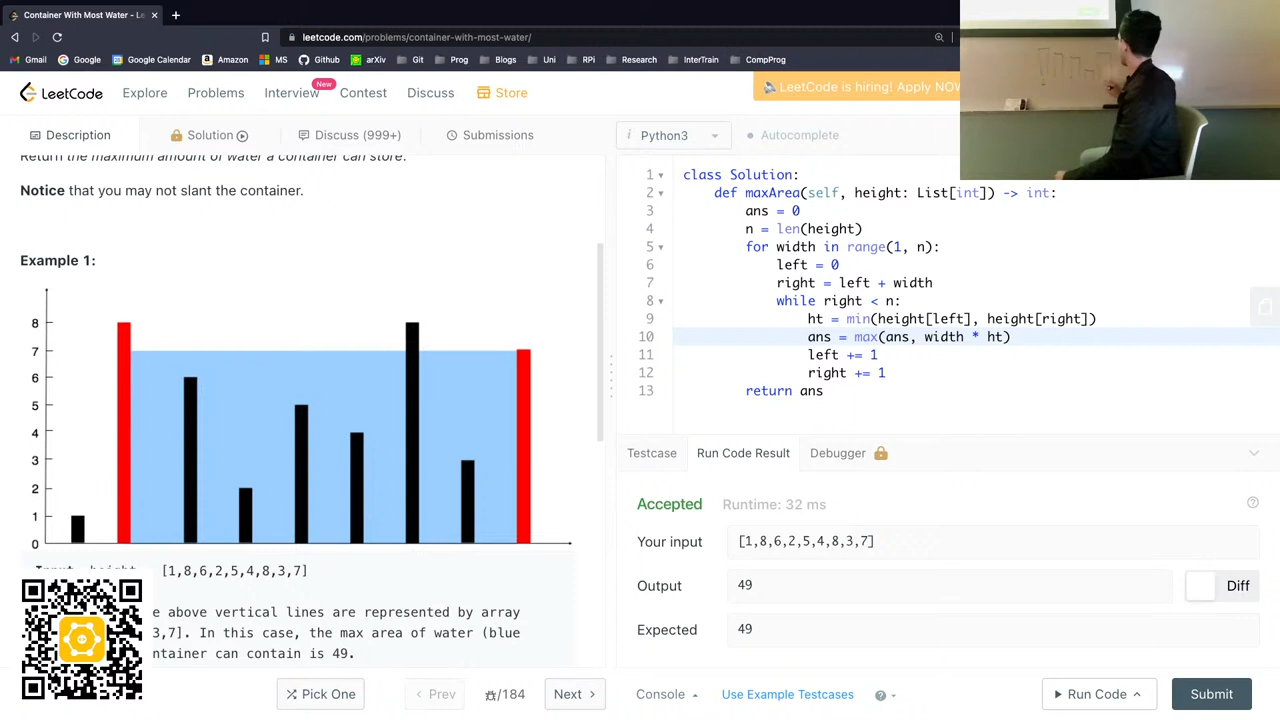 Container With Most Water - Le
leetcode.com/problems/container-with-most-water/
Gmail Google Google Calendar Amazon MS Github arXiv Git Prog Blogs Uni RPi Research InterTrain CompProg
LeetCode Explore Problems Interview New Contest Discuss Store
LeetCode is hiring! Apply NOW
Description Solution Discuss (999+) Submissions
i Python3 Autocomplete
Return the maximum amount of water a container can store.
Notice that you may not slant the container.
Example 1:
8
7
6
5
4
3
2
1
0
[1,8,6,2,5,4,8,3,7]
e above vertical lines are represented by array
3,7]. In this case, the max area of water (blue
ontainer can contain is 49.
1 class Solution:
2 def maxArea(self, height: List[int]) -> int:
3 ans = 0
4 n = len(height)
5 for width in range(1, n):
6 left = 0
7 right = left + width
8 while right < n:
9 ht = min(height[left], height[right])
10 ans = max(ans, width * ht)
11 left += 1
12 right += 1
13 return ans
Testcase Run Code Result Debugger
Accepted Runtime: 32 ms
Your input [1,8,6,2,5,4,8,3,7]
Output 49 Diff
Expected 49
Pick One Prev /184 Next Console Use Example Testcases Run Code Submit